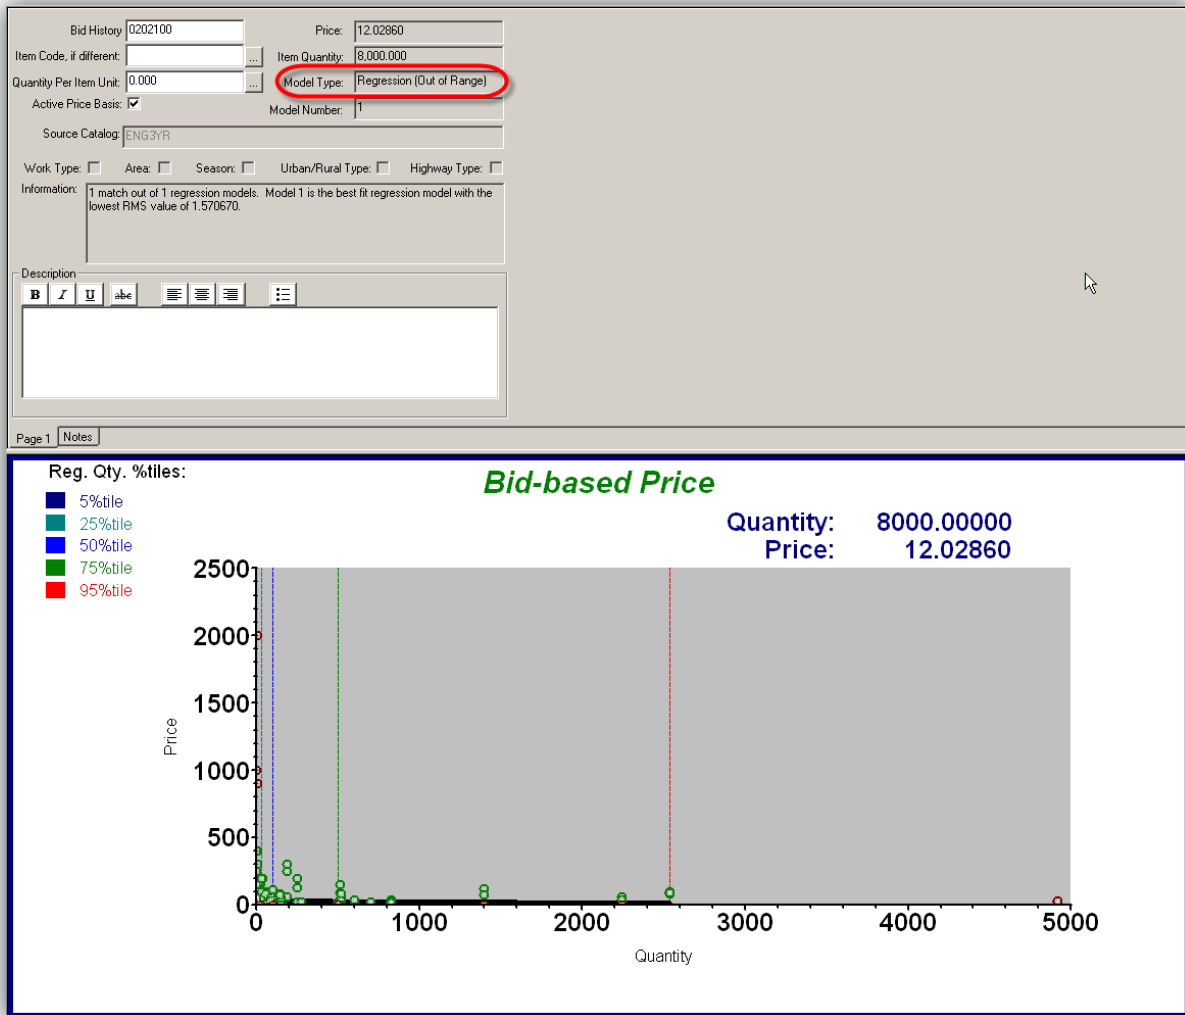 Bid History 0202100 Price: 12.02860
Item Code, if different: ... Item Quantity: 8,000.000
Quantity Per Item Unit: 0.000 ... Model Type: Regression (Out of Range)
Active Price Basis: Model Number: 1
Source Catalog: ENG3YR
Work Type: Area: Season: Urban/Rural Type: Highway Type:
Information: 1 match out of 1 regression models. Model 1 is the best fit regression model with the
lowest RMS value of 1.570670.
Description
B I U abc
Page 1 Notes
Reg. Qty. %tiles:
Bid-based Price
5%tile
25%tile
50%tile
75%tile
95%tile
Quantity: 8000.00000
Price: 12.02860
2500
2000
1500
1000
500
0
Price
0 1000 2000 3000 4000 5000
Quantity